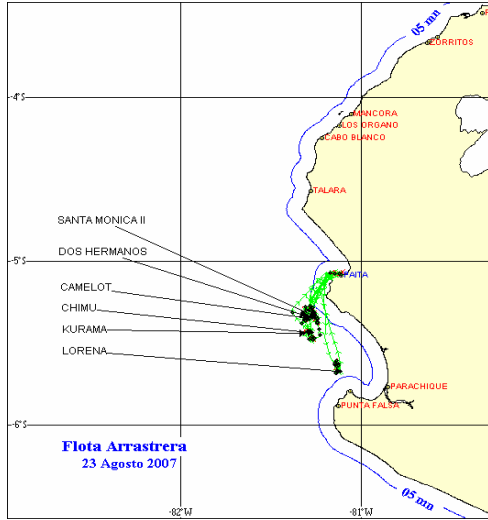 05 mn
ZORRITOS
-4°S
MANCORA
LOS ORGANO
CABO BLANCO
TALARA
SANTA MONICA II
DOS HERMANOS
-5°S
PAITA
CAMELOT
CHIMU
KURAMA
LORENA
PARACHIQUE
PUNTA FALSA
-6°S
Flota Arrastrera
23 Agosto 2007
05 mn
-82°W
-81°W